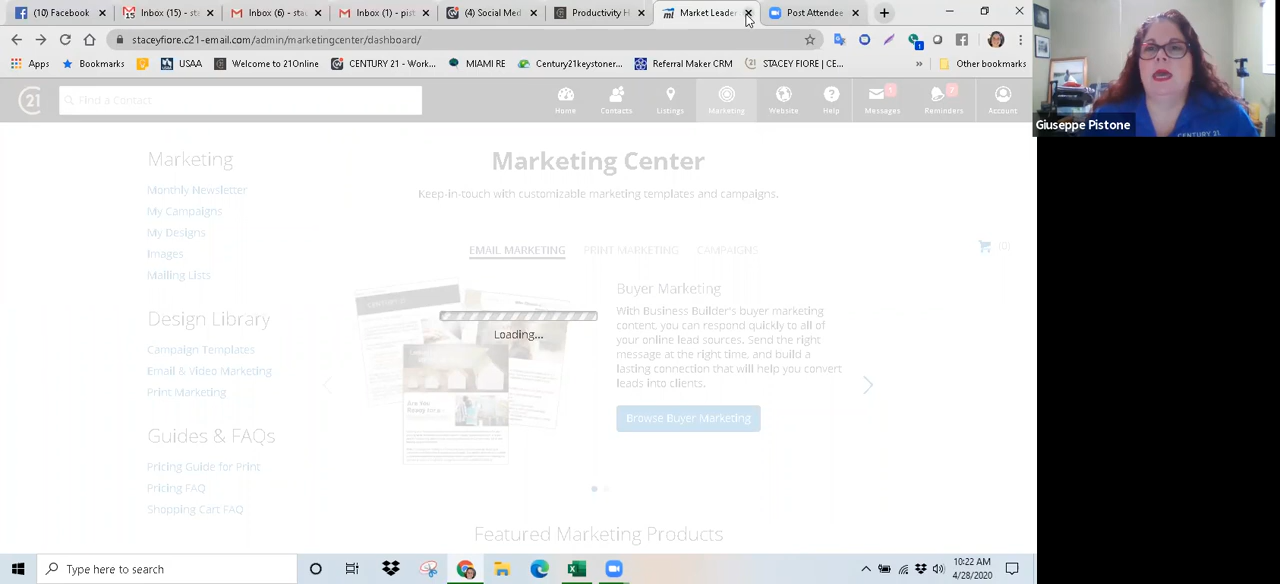 (10) Facebook
Inbox (15) - sta
Inbox (6) - sta
Inbox (1) - pist
(4) Social Med
Productivity H
Market Leader
Post Attendee
staceyfiore.c21-email.com/admin/marketingcenter/dashboard/
Apps
Bookmarks
USAA
Welcome to 21Online
CENTURY 21 - Work...
MIAMI RE
Century21keystoner...
Referral Maker CRM
STACEY FIORE | CE...
» Other bookmarks
21
Find a Contact
Home
Contacts
Listings
Marketing
Website
Help
Messages
Reminders
Account
CENTURY 21
Giuseppe Pistone
Marketing
Monthly Newsletter
My Campaigns
My Designs
Images
Mailing Lists
Design Library
Campaign Templates
Email & Video Marketing
Print Marketing
Guides & FAQs
Pricing Guide for Print
Pricing FAQ
Shopping Cart FAQ
Marketing Center
Keep-in-touch with customizable marketing templates and campaigns.
EMAIL MARKETING PRINT MARKETING CAMPAIGNS
(0)
Loading...
Buyer Marketing
With Business Builder's buyer marketing
content, you can respond quickly to all of
your online lead sources. Send the right
message at the right time, and build a
lasting connection that will help you convert
leads into clients.
Browse Buyer Marketing
Featured Marketing Products
Type here to search
10:22 AM
4/28/2020